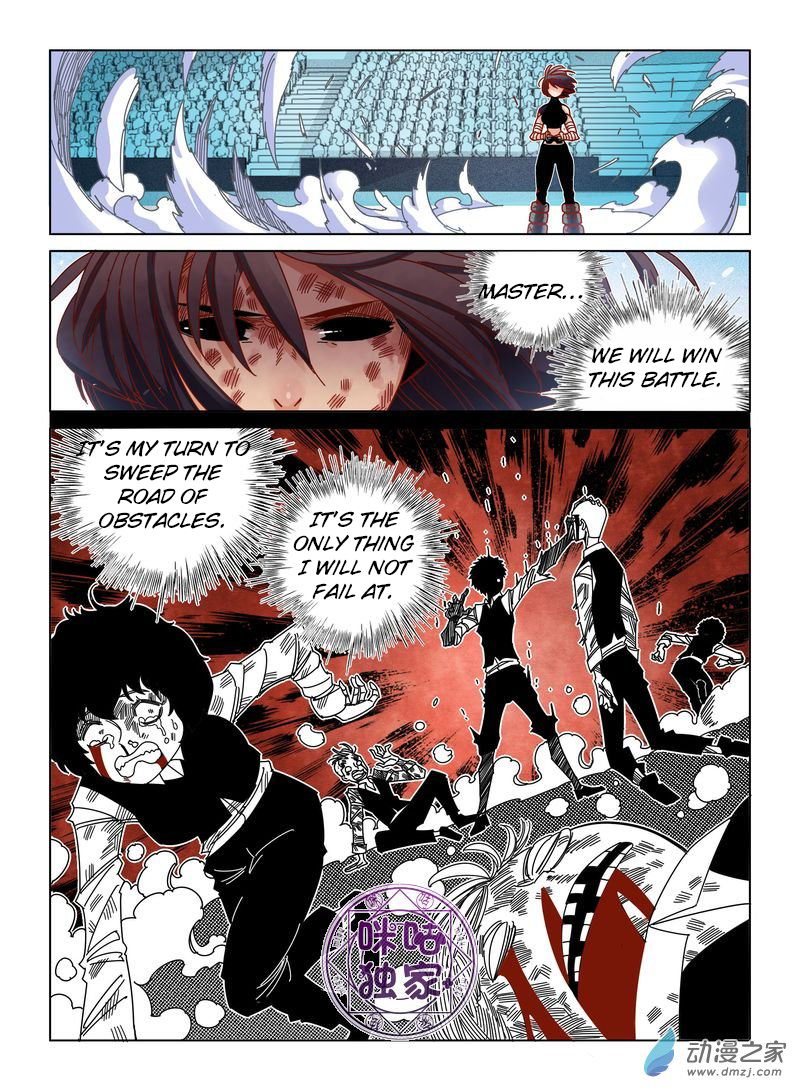 MASTER...
WE WILL WIN
THIS BATTLE.
IT'S MY TURN TO
SWEEP THE
ROAD OF
OBSTACLES.
IT'S THE
ONLY THING
I WILL NOT
FAIL AT.
咪咕
独家
动漫之家
www.dmzj.com